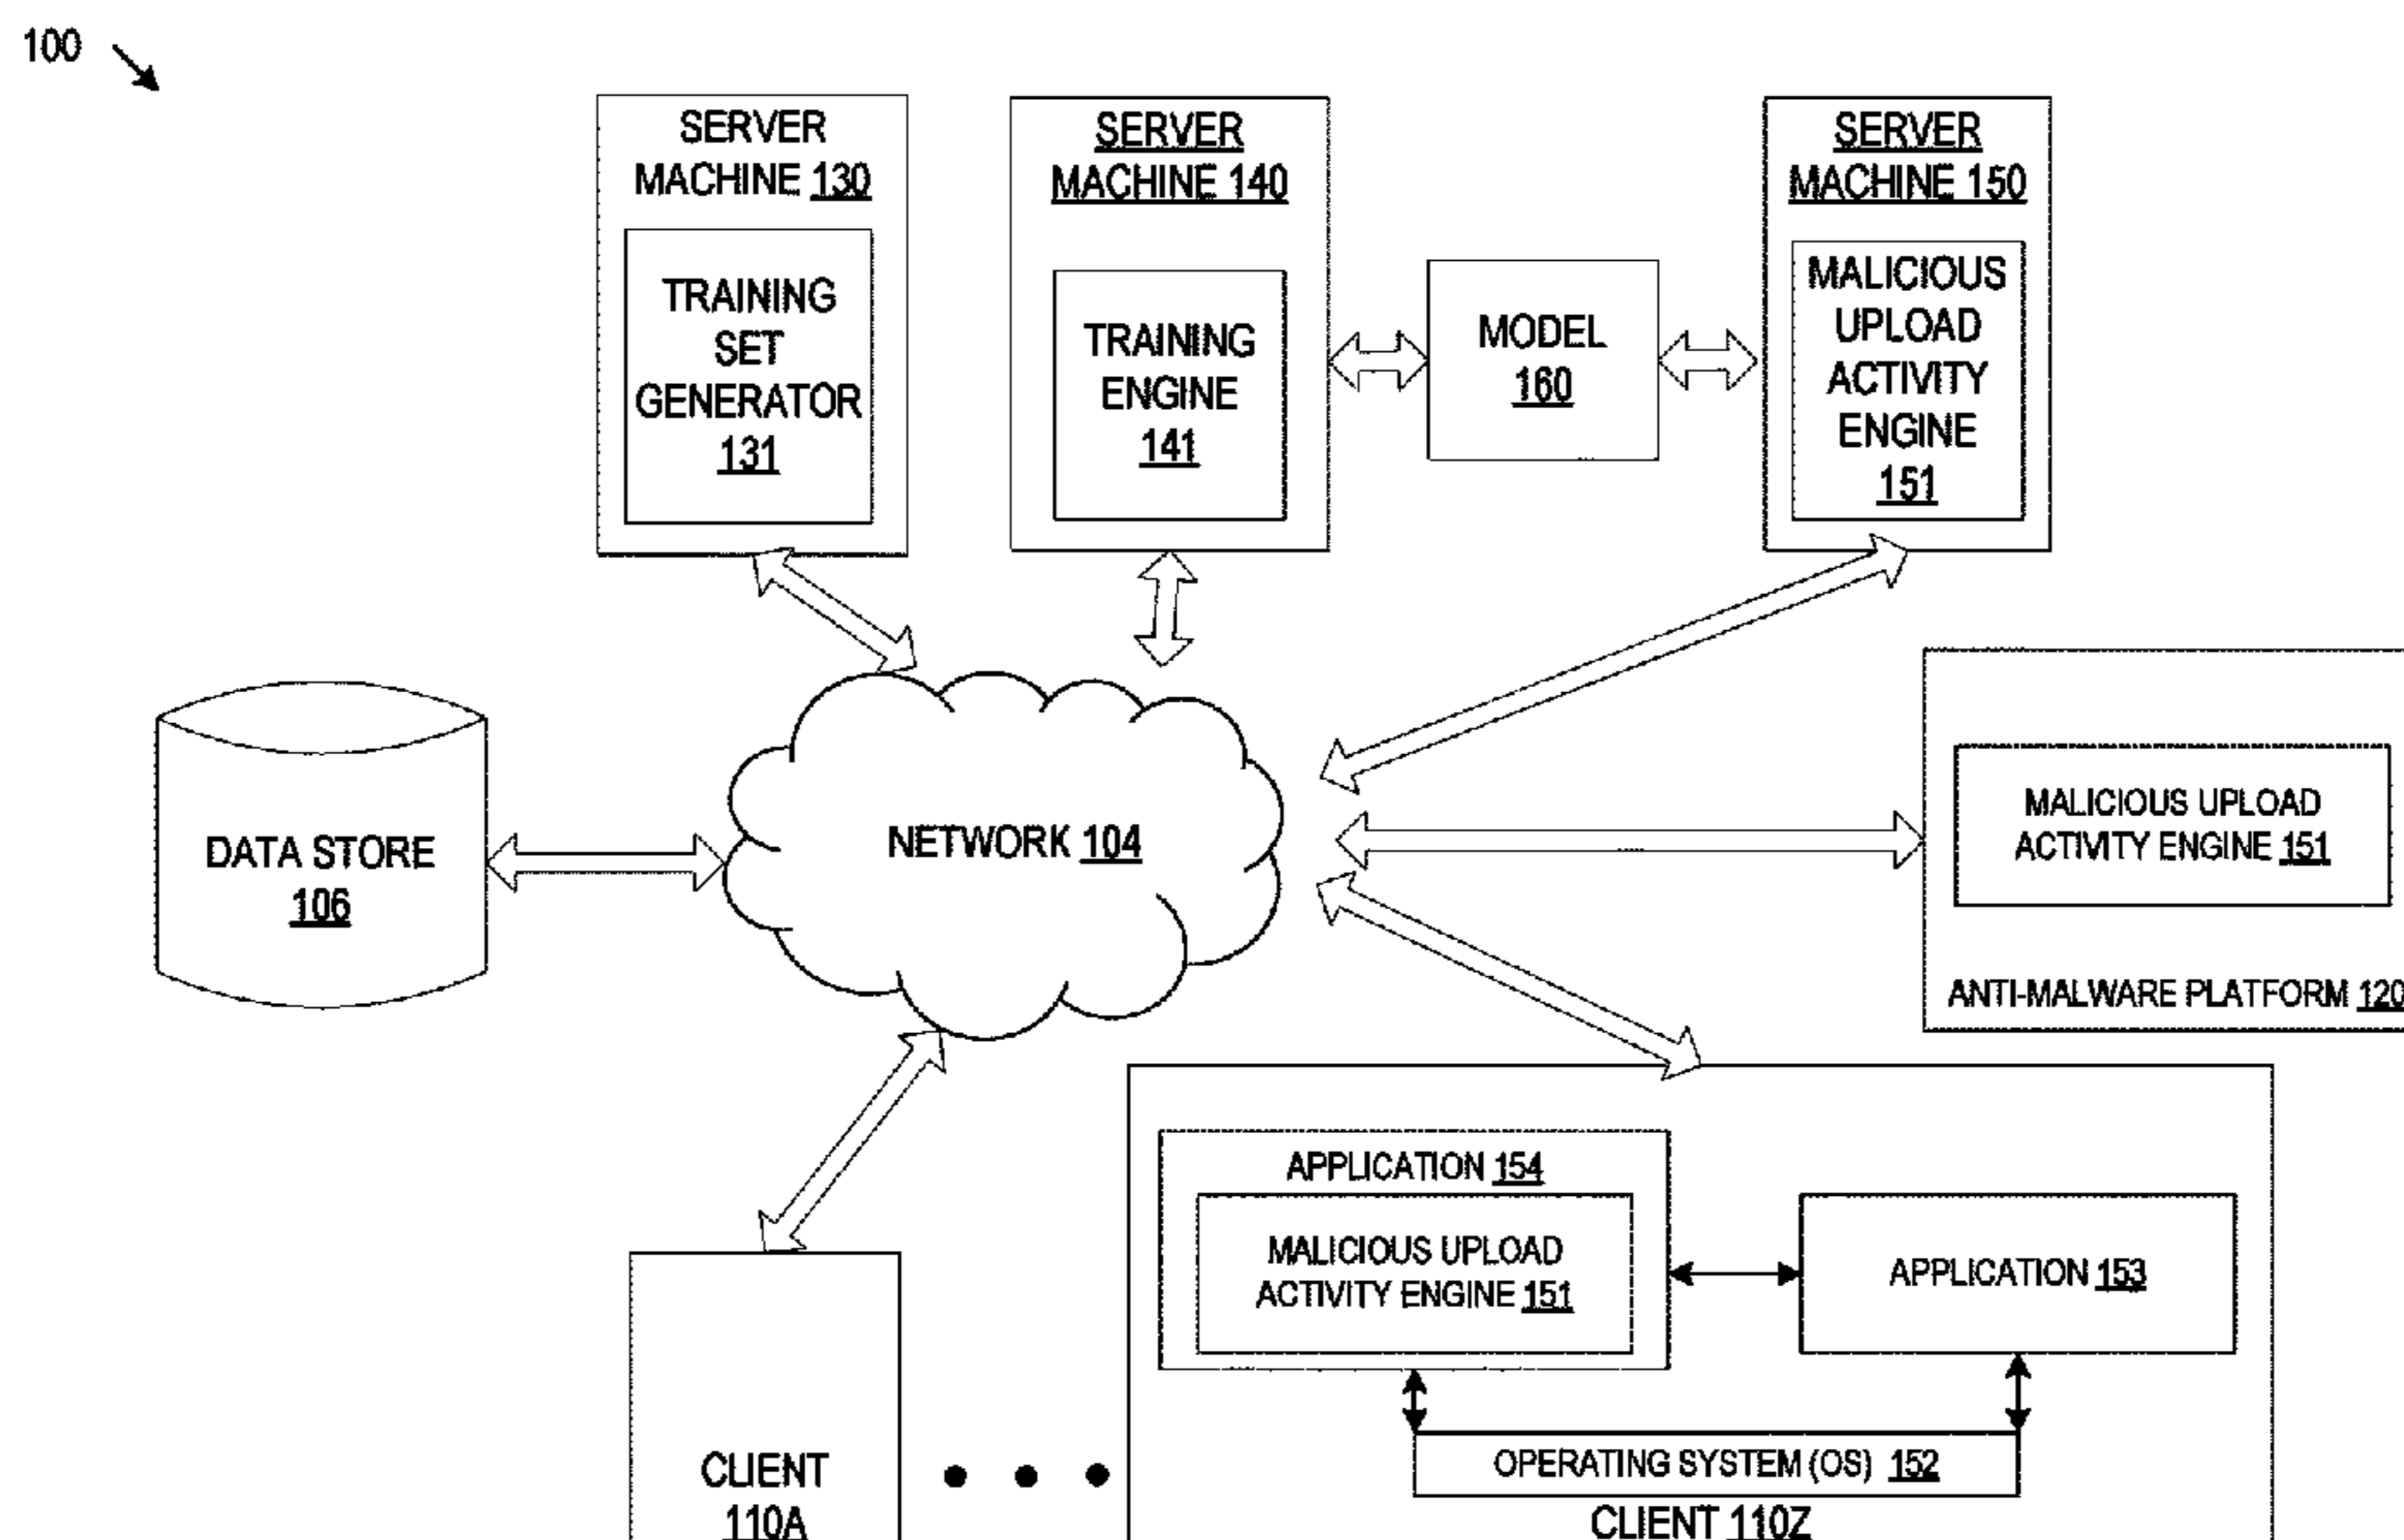 100
SERVER
MACHINE 130
TRAINING
SET
GENERATOR
131
SERVER
MACHINE 140
TRAINING
ENGINE
141
MODEL
160
SERVER
MACHINE 150
MALICIOUS
UPLOAD
ACTIVITY
ENGINE
151
DATA STORE
106
NETWORK 104
MALICIOUS UPLOAD
ACTIVITY ENGINE 151
ANTI-MALWARE PLATFORM 120
APPLICATION 154
MALICIOUS UPLOAD
ACTIVITY ENGINE 151
APPLICATION 153
OPERATING SYSTEM (OS) 152
CLIENT 110Z
CLIENT
110A